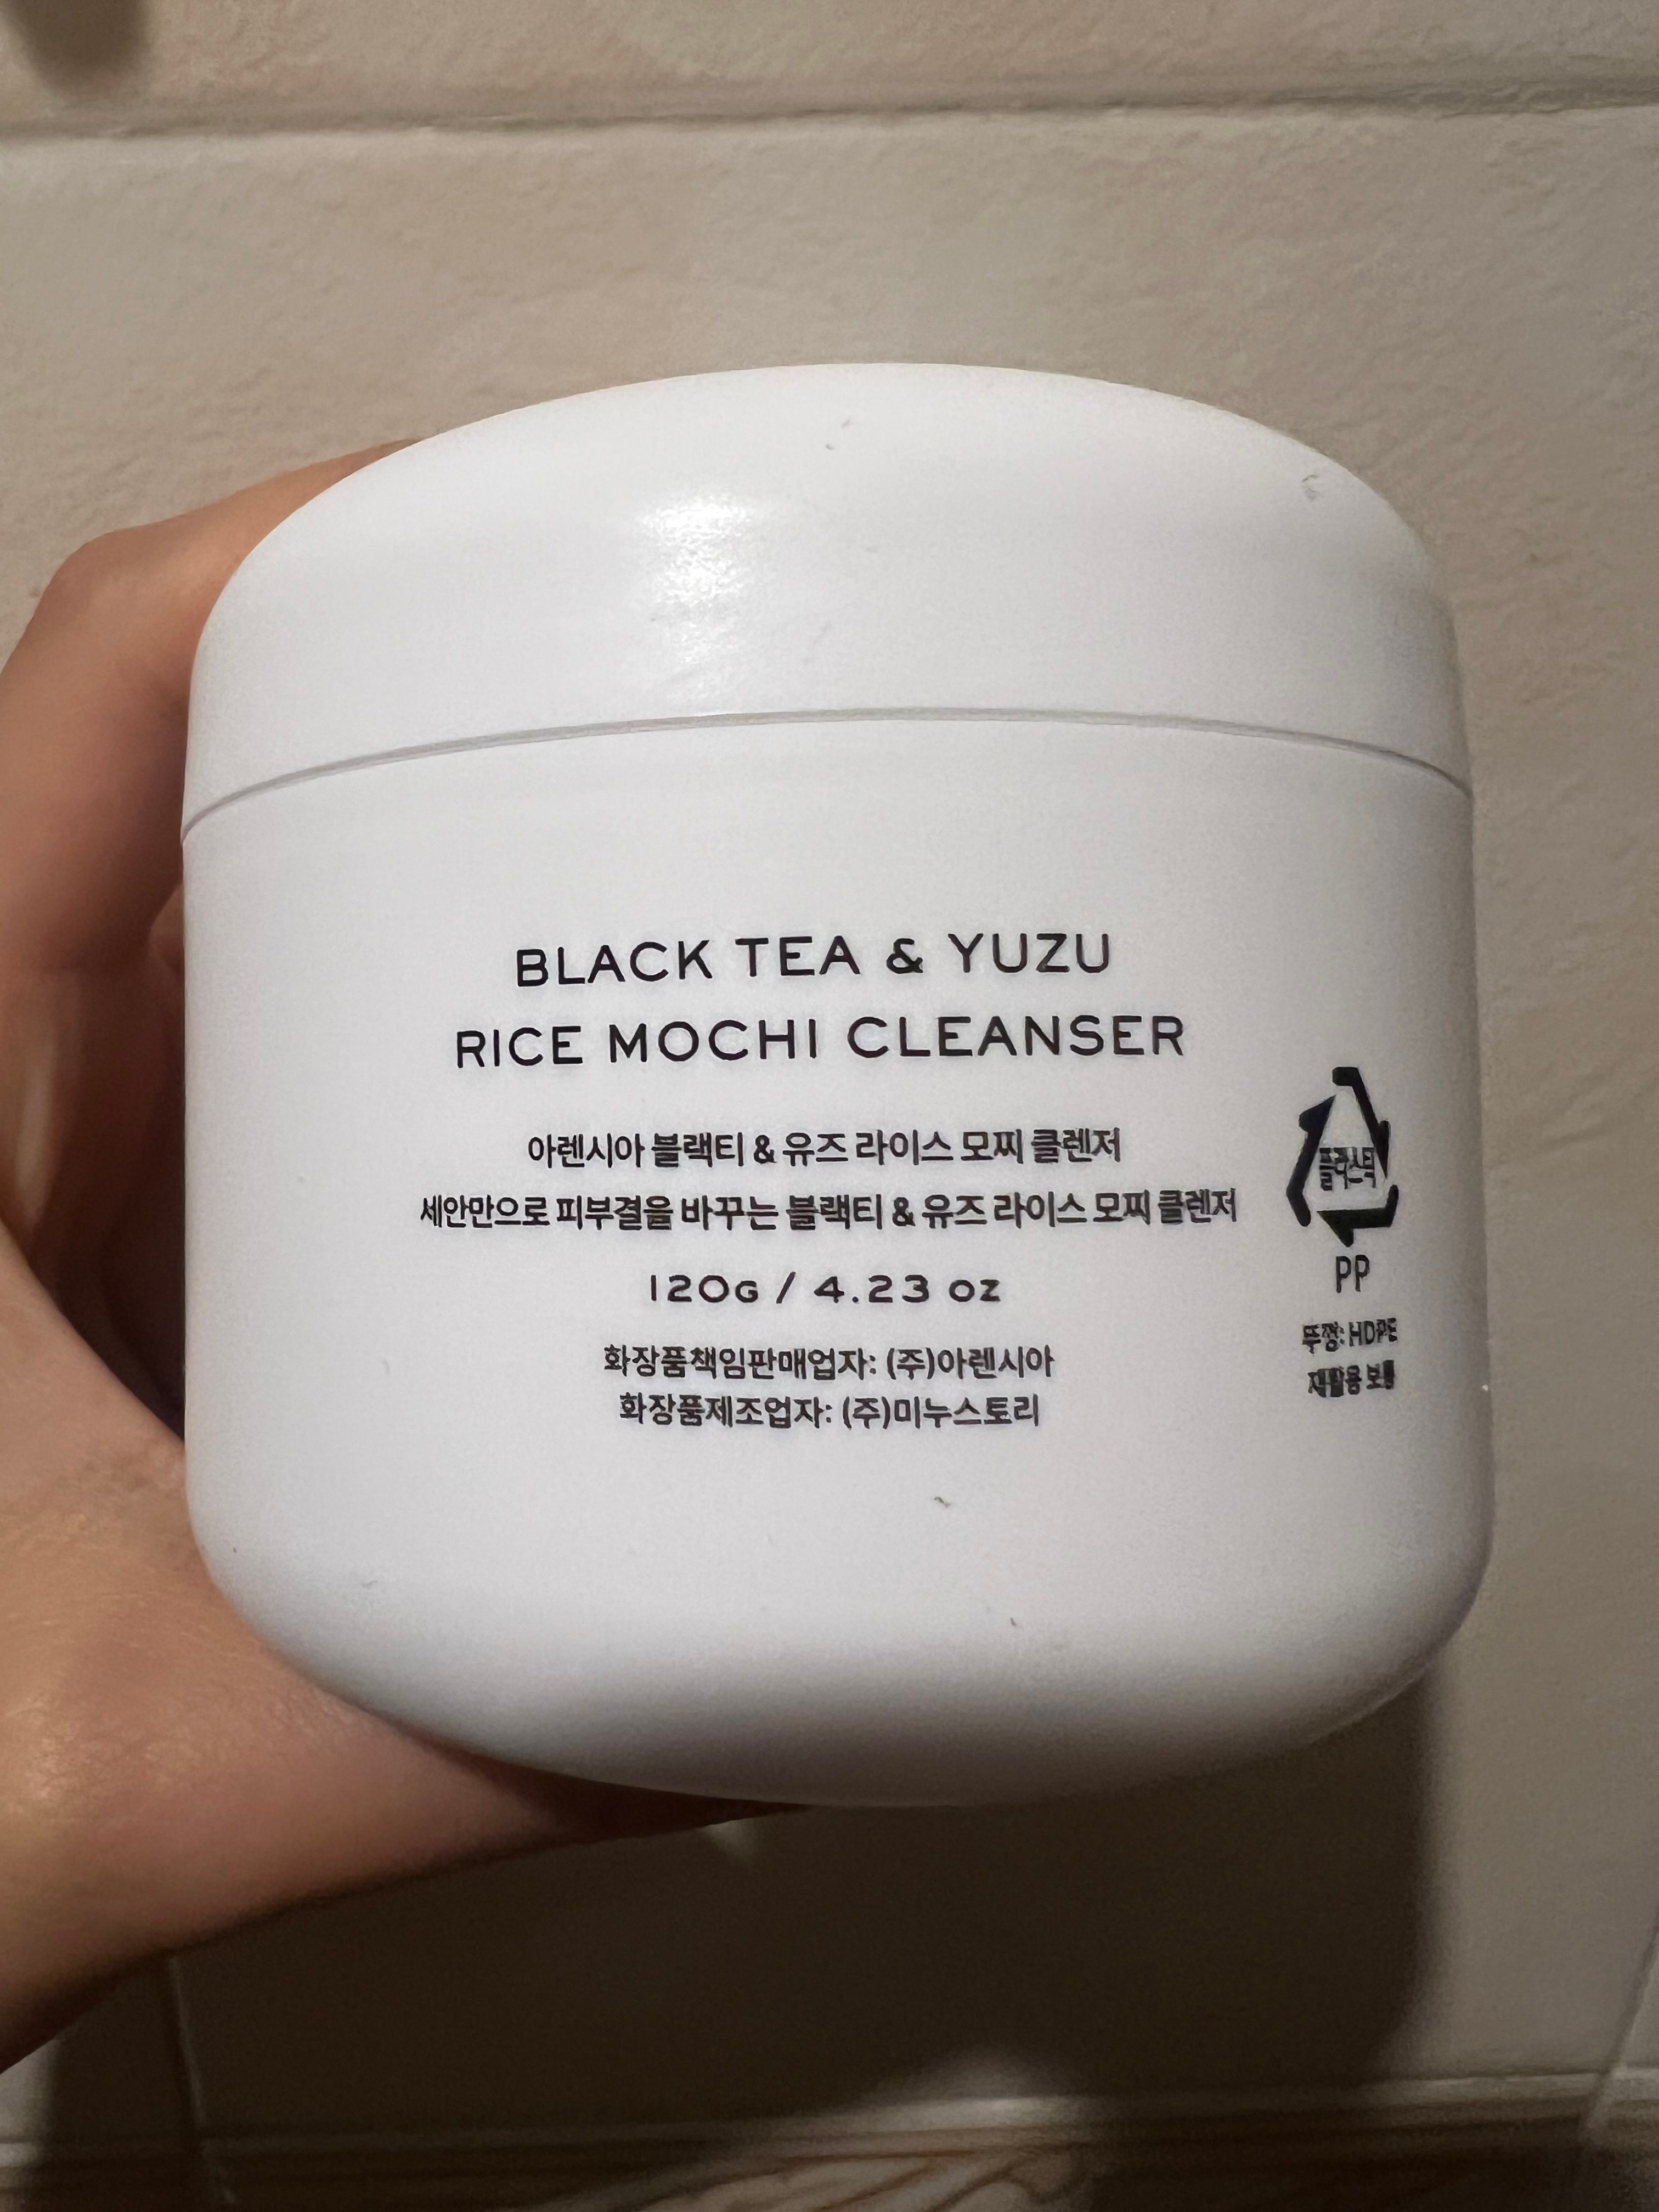 BLACK TEA & YUZU
RICE MOCHI CLEANSER
아렌시아 블랙티 & 유즈 라이스 모찌 클렌저
세안만으로 피부결을 바꾸는 블랙티 & 유즈 라이스 모찌 클렌저
120G / 4.23 OZ
화장품책임판매업자: (주)아렌시아
화장품제조업자: (주)미누스토리
플라스틱
PP
뚜껑: HDPE
재활용 보통